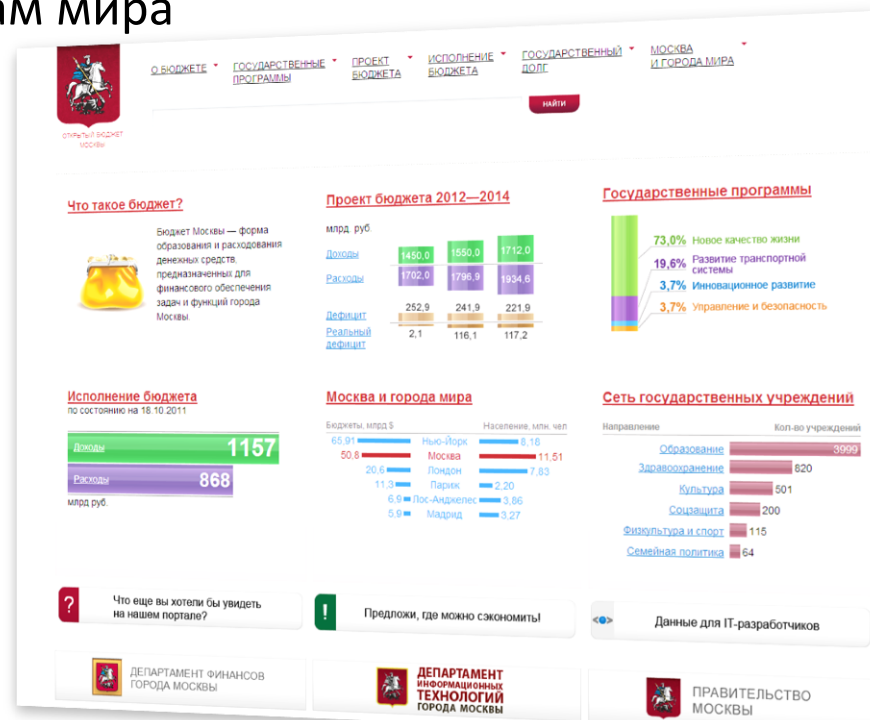 ам мира
О БЮДЖЕТЕ
ГОСУДАРСТВЕННЫЕ
ПРОГРАММЫ
ПРОЕКТ
БЮДЖЕТА
ИСПОЛНЕНИЕ
БЮДЖЕТА
ГОСУДАРСТВЕННЫЙ
ДОЛГ
МОСКВА
И ГОРОДА МИРА
НАЙТИ
ОТКРЫТЫЙ БЮДЖЕТ
МОСКВЫ
Что такое бюджет?
Бюджет Москвы — форма
образования и расходования
денежных средств,
предназначенных для
финансового обеспечения
задач и функций города
Москвы.
Проект бюджета 2012—2014
млрд. руб.
Доходы 1450,0 1550,0 1712,0
Расходы 1702,0 1796,9 1934,6
Дефицит 252,9 241,9 221,9
Реальный
дефицит 2,1 116,1 117,2
Государственные программы
73,0% Новое качество жизни
19,6% Развитие транспортной
системы
3,7% Инновационное развитие
3,7% Управление и безопасность
Исполнение бюджета
по состоянию на 18.10.2011
Доходы 1157
Расходы 868
млрд руб.
Москва и города мира
Бюджеты, млрд $ Население, млн. чел
65,91 Нью-Йорк 8,18
50,8 Москва 11,51
20,6 Лондон 7,83
11,3 Париж 2,20
6,9 Лос-Анджелес 3,86
5,9 Мадрид 3,27
Сеть государственных учреждений
Направление Кол-во учреждений
Образование 3999
Здравоохранение 820
Культура 501
Соцзащита 200
Физкультура и спорт 115
Семейная политика 64
? Что еще вы хотели бы увидеть
на нашем портале?
! Предложи, где можно сэкономить!
Данные для IT-разработчиков
ДЕПАРТАМЕНТ ФИНАНСОВ
ГОРОДА МОСКВЫ
ДЕПАРТАМЕНТ
ИНФОРМАЦИОННЫХ
ТЕХНОЛОГИЙ
ГОРОДА МОСКВЫ
ПРАВИТЕЛЬСТВО
МОСКВЫ